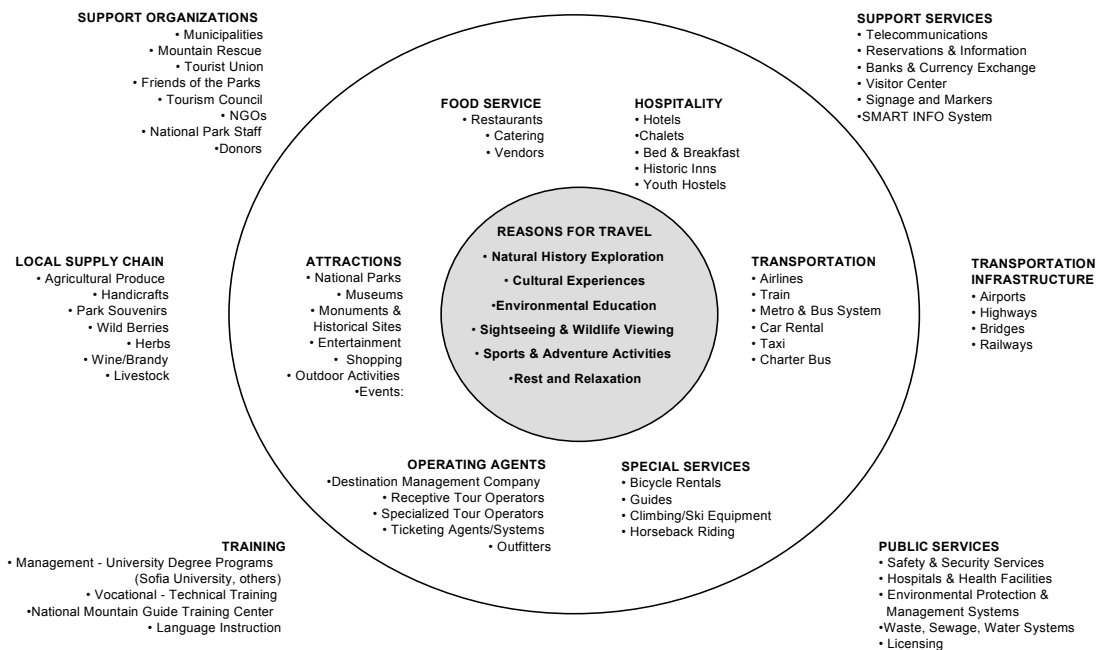 SUPPORT ORGANIZATIONS
• Municipalities
• Mountain Rescue
• Tourist Union
• Friends of the Parks
• Tourism Council
• NGOs
• National Park Staff
•Donors
SUPPORT SERVICES
• Telecommunications
• Reservations & Information
• Banks & Currency Exchange
• Visitor Center
• Signage and Markers
•SMART INFO System
FOOD SERVICE
• Restaurants
• Catering
• Vendors
HOSPITALITY
• Hotels
•Chalets
• Bed & Breakfast
• Historic Inns
• Youth Hostels
LOCAL SUPPLY CHAIN
• Agricultural Produce
• Handicrafts
• Park Souvenirs
• Wild Berries
• Herbs
• Wine/Brandy
• Livestock
ATTRACTIONS
• National Parks
• Museums
• Monuments &
Historical Sites
• Entertainment
• Shopping
• Outdoor Activities
•Events:
REASONS FOR TRAVEL
• Natural History Exploration
• Cultural Experiences
•Environmental Education
• Sightseeing & Wildlife Viewing
• Sports & Adventure Activities
•Rest and Relaxation
TRANSPORTATION
• Airlines
• Train
• Metro & Bus System
• Car Rental
• Taxi
• Charter Bus
TRANSPORTATION
INFRASTRUCTURE
• Airports
• Highways
• Bridges
• Railways
OPERATING AGENTS
•Destination Management Company
• Receptive Tour Operators
• Specialized Tour Operators
• Ticketing Agents/Systems
• Outfitters
SPECIAL SERVICES
• Bicycle Rentals
• Guides
• Climbing/Ski Equipment
• Horseback Riding
TRAINING
• Management - University Degree Programs
(Sofia University, others)
• Vocational - Technical Training
•National Mountain Guide Training Center
• Language Instruction
PUBLIC SERVICES
• Safety & Security Services
• Hospitals & Health Facilities
• Environmental Protection &
Management Systems
•Waste, Sewage, Water Systems
• Licensing